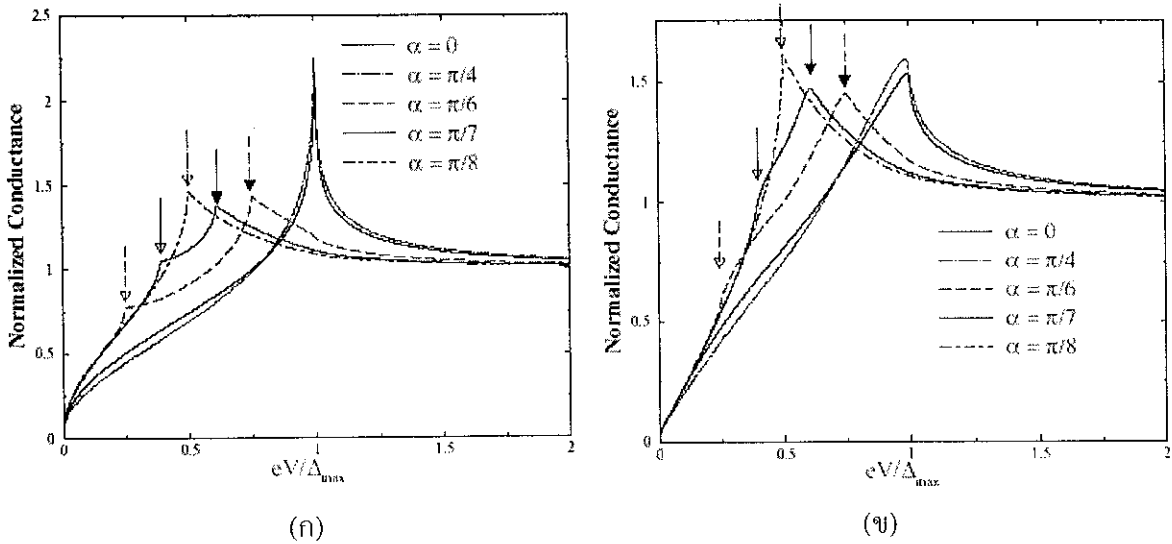 2.5
2
1.5
1
0.5
0
0
0.5
1
1.5
2
Normalized Conductance
eV/Δmax
α = 0
α = π/4
α = π/6
α = π/7
α = π/8
(ก)
1.5
1
0.5
0
0
0.5
1
1.5
2
Normalized Conductance
eV/Δmax
α = 0
α = π/4
α = π/6
α = π/7
α = π/8
(ข)